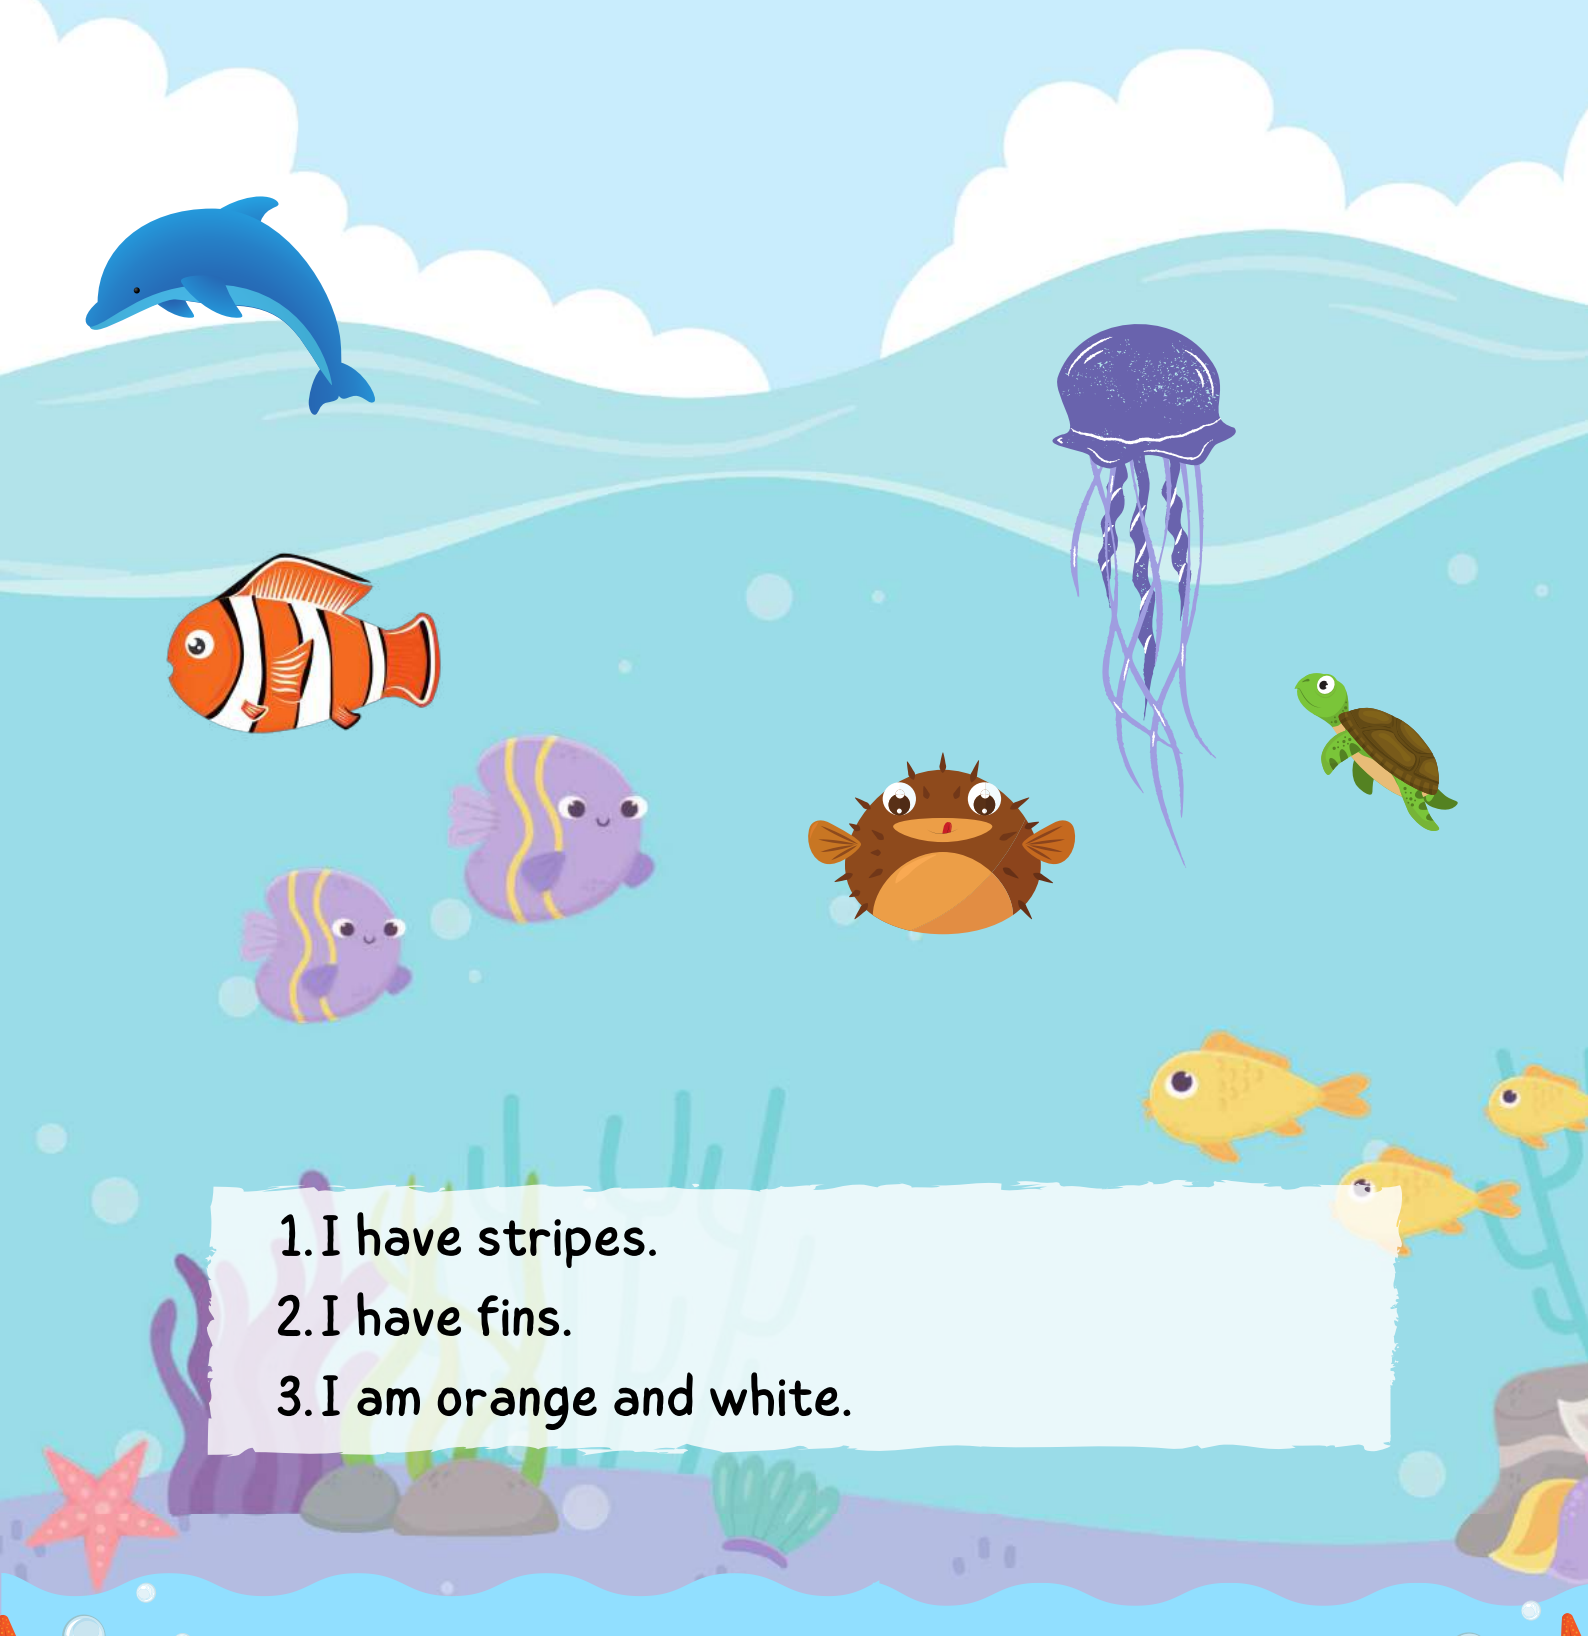 1. I have stripes.
2. I have fins.
3. I am orange and white.